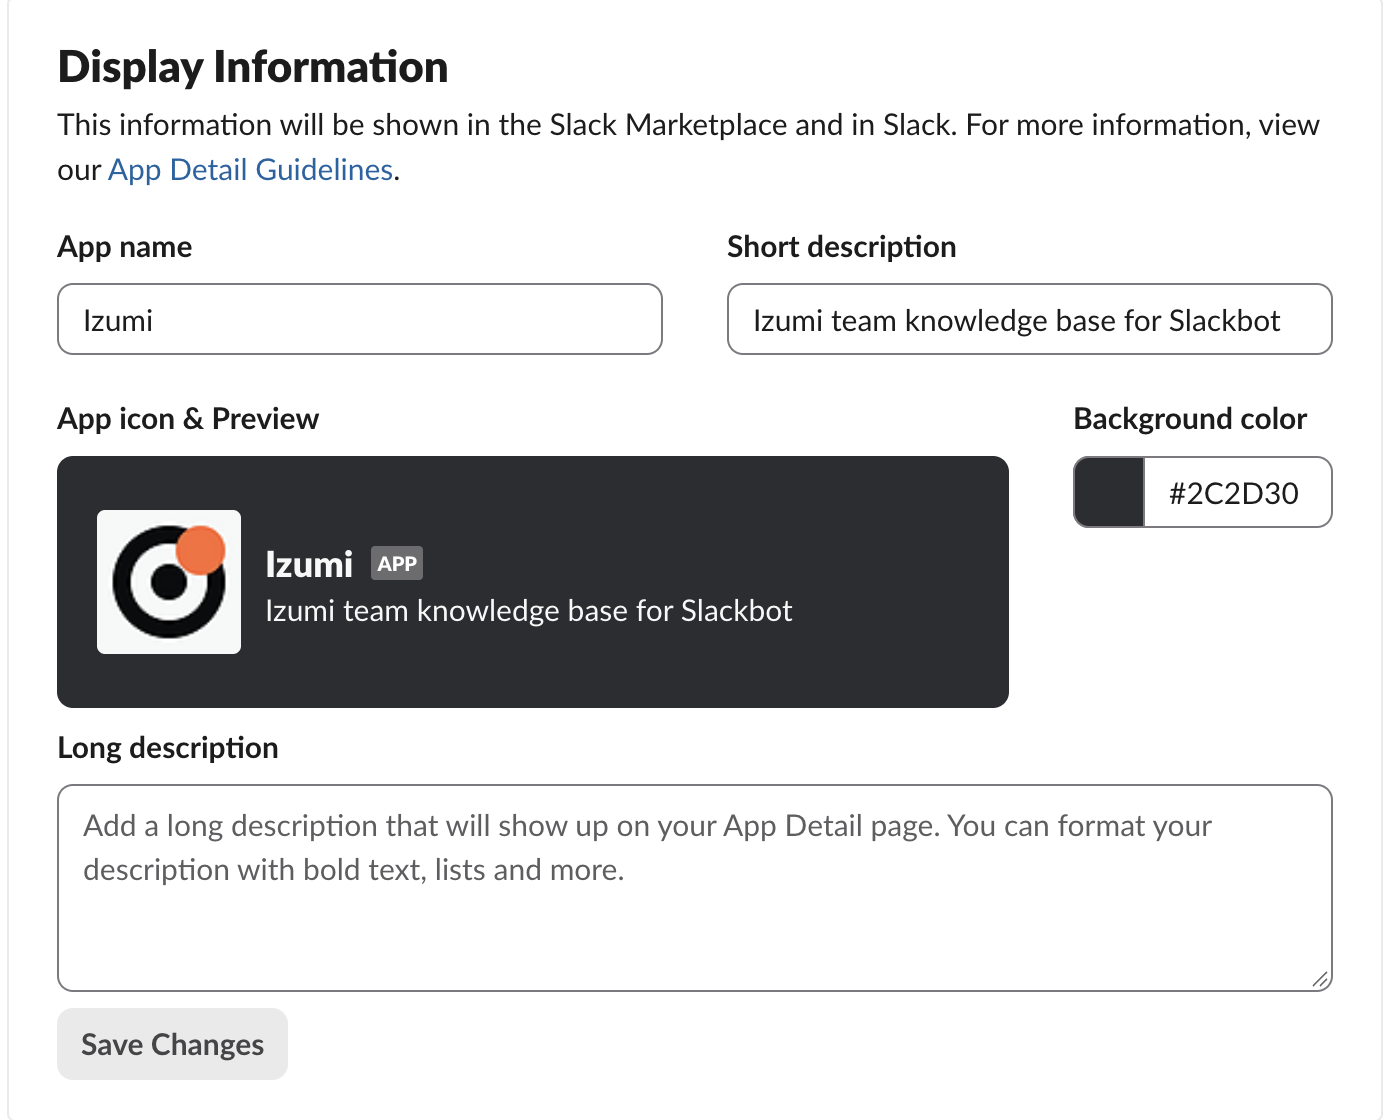 Display Information
This information will be shown in the Slack Marketplace and in Slack. For more information, view
our App Detail Guidelines.
App name
Short description
Izumi
Izumi team knowledge base for Slackbot
App icon & Preview
Background color
#2C2D30
Izumi APP
Izumi team knowledge base for Slackbot
Long description
Add a long description that will show up on your App Detail page. You can format your
description with bold text, lists and more.
Save Changes